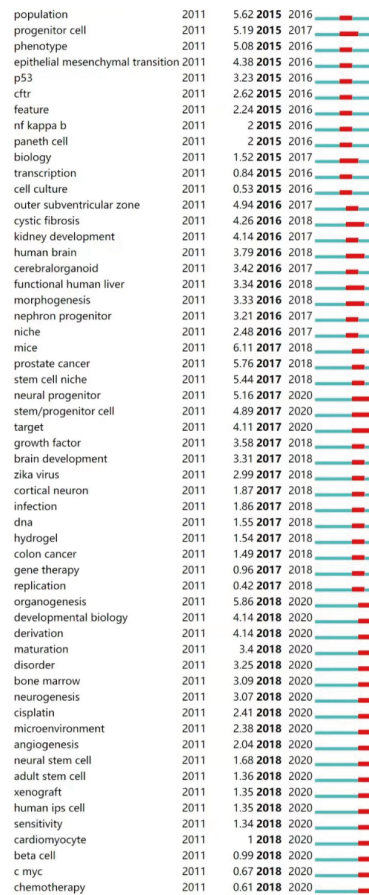 population 2011 5.62 2015 2016
progenitor cell 2011 5.19 2015 2017
phenotype 2011 5.08 2015 2016
epithelial mesenchymal transition 2011 4.38 2015 2016
p53 2011 3.23 2015 2016
cftr 2011 2.62 2015 2016
feature 2011 2.24 2015 2016
nf kappa b 2011 2 2015 2016
paneth cell 2011 2 2015 2016
biology 2011 1.52 2015 2017
transcription 2011 0.84 2015 2016
cell culture 2011 0.53 2015 2016
outer subventricular zone 2011 4.94 2016 2017
cystic fibrosis 2011 4.26 2016 2018
kidney development 2011 4.14 2016 2017
human brain 2011 3.79 2016 2018
cerebralorganoid 2011 3.42 2016 2017
functional human liver 2011 3.34 2016 2018
morphogenesis 2011 3.33 2016 2018
nephron progenitor 2011 3.21 2016 2017
niche 2011 2.48 2016 2017
mice 2011 6.11 2017 2018
prostate cancer 2011 5.76 2017 2018
stem cell niche 2011 5.44 2017 2018
neural progenitor 2011 5.16 2017 2020
stem/progenitor cell 2011 4.89 2017 2020
target 2011 4.11 2017 2020
growth factor 2011 3.58 2017 2018
brain development 2011 3.31 2017 2018
zika virus 2011 2.99 2017 2018
cortical neuron 2011 1.87 2017 2018
infection 2011 1.86 2017 2018
dna 2011 1.55 2017 2018
hydrogel 2011 1.54 2017 2018
colon cancer 2011 1.49 2017 2018
gene therapy 2011 0.96 2017 2018
replication 2011 0.42 2017 2018
organogenesis 2011 5.86 2018 2020
developmental biology 2011 4.14 2018 2020
derivation 2011 4.14 2018 2020
maturation 2011 3.4 2018 2020
disorder 2011 3.25 2018 2020
bone marrow 2011 3.09 2018 2020
neurogenesis 2011 3.07 2018 2020
cisplatin 2011 2.41 2018 2020
microenvironment 2011 2.38 2018 2020
angiogenesis 2011 2.04 2018 2020
neural stem cell 2011 1.68 2018 2020
adult stem cell 2011 1.36 2018 2020
xenograft 2011 1.35 2018 2020
human ips cell 2011 1.35 2018 2020
sensitivity 2011 1.34 2018 2020
cardiomyocyte 2011 1 2018 2020
beta cell 2011 0.99 2018 2020
c myc 2011 0.67 2018 2020
chemotherapy 2011 0.61 2018 2020